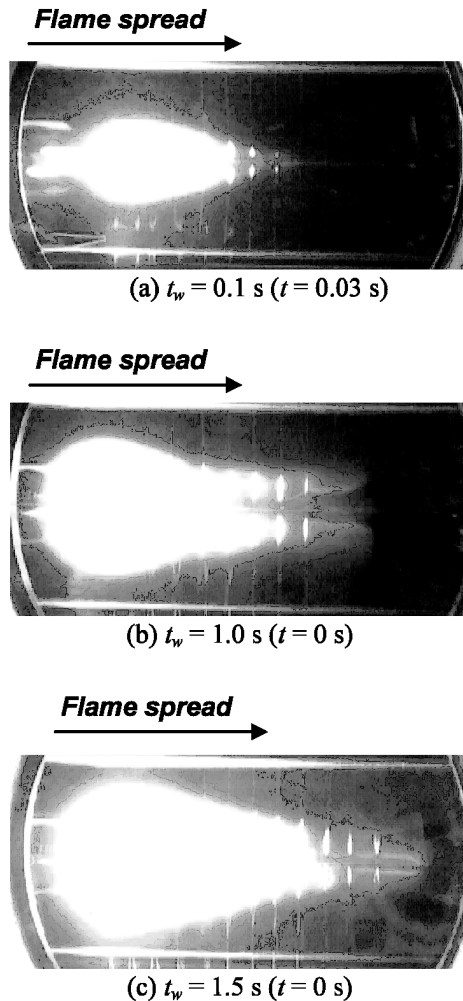 Flame spread
(a) t_w = 0.1 s (t = 0.03 s)
Flame spread
(b) t_w = 1.0 s (t = 0 s)
Flame spread
(c) t_w = 1.5 s (t = 0 s)